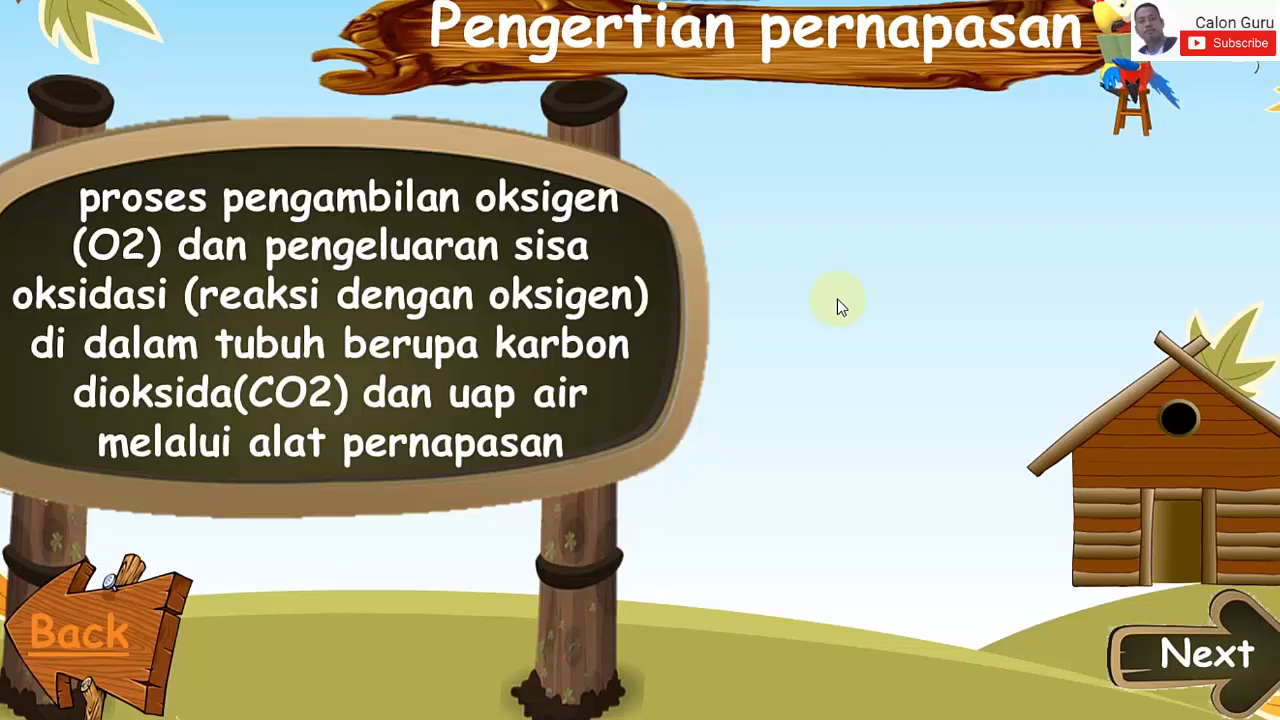 Pengertian pernapasan
Calon Guru
Subscribe
proses pengambilan oksigen
(O2) dan pengeluaran sisa
oksidasi (reaksi dengan oksigen)
di dalam tubuh berupa karbon
dioksida(CO2) dan uap air
melalui alat pernapasan
Back
Next